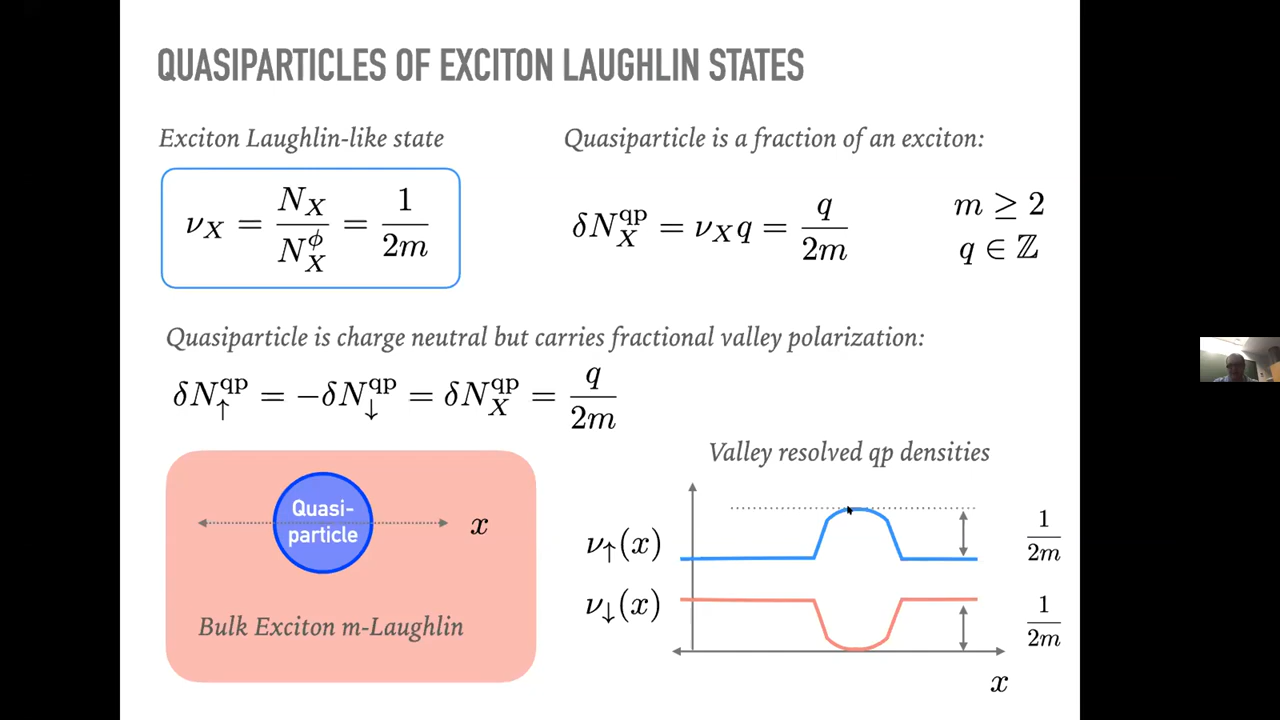 QUASIPARTICLES OF EXCITON LAUGHLIN STATES
Exciton Laughlin-like state
ν_X = N_X / N_X^ϕ = 1 / 2m
Quasiparticle is a fraction of an exciton:
δN_X^qp = ν_X q = q / 2m
m ≥ 2
q ∈ ℤ
Quasiparticle is charge neutral but carries fractional valley polarization:
δN_↑^qp = −δN_↓^qp = δN_X^qp = q / 2m
Quasi-
particle
x
Bulk Exciton m-Laughlin
Valley resolved qp densities
ν_↑(x)
1 / 2m
ν_↓(x)
1 / 2m
x